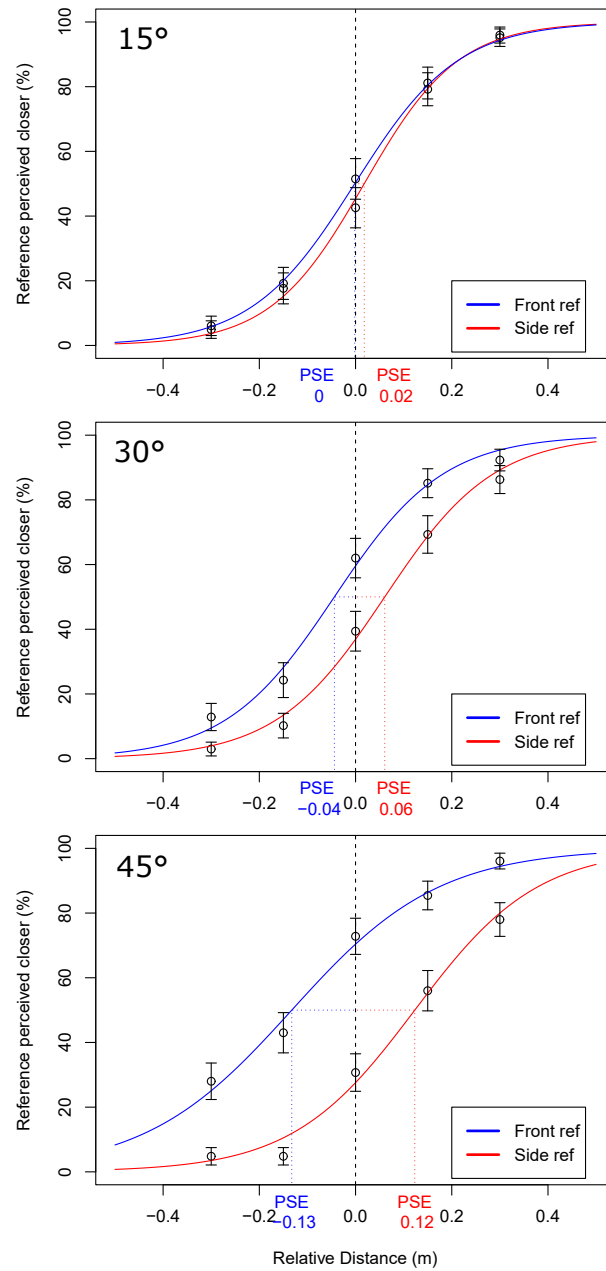 15°
Reference perceived closer (%)
100
80
60
40
20
0
Front ref
Side ref
−0.4 −0.2 0.0 0.2 0.4
PSE PSE
0 0.02
30°
Reference perceived closer (%)
100
80
60
40
20
0
Front ref
Side ref
−0.4 −0.2 0.0 0.2 0.4
PSE PSE
−0.04 0.06
45°
Reference perceived closer (%)
100
80
60
40
20
0
Front ref
Side ref
−0.4 −0.2 0.0 0.2 0.4
PSE PSE
−0.13 0.12
Relative Distance (m)